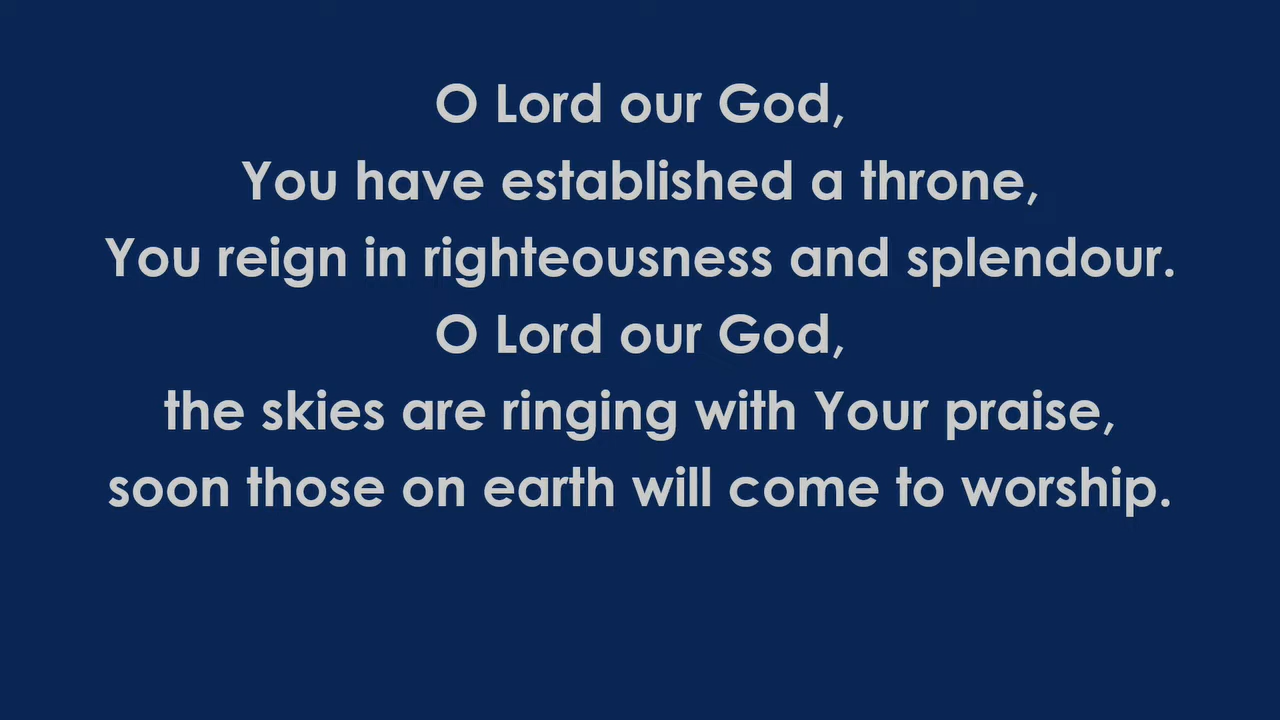 O Lord our God,
You have established a throne,
You reign in righteousness and splendour.
O Lord our God,
the skies are ringing with Your praise,
soon those on earth will come to worship.